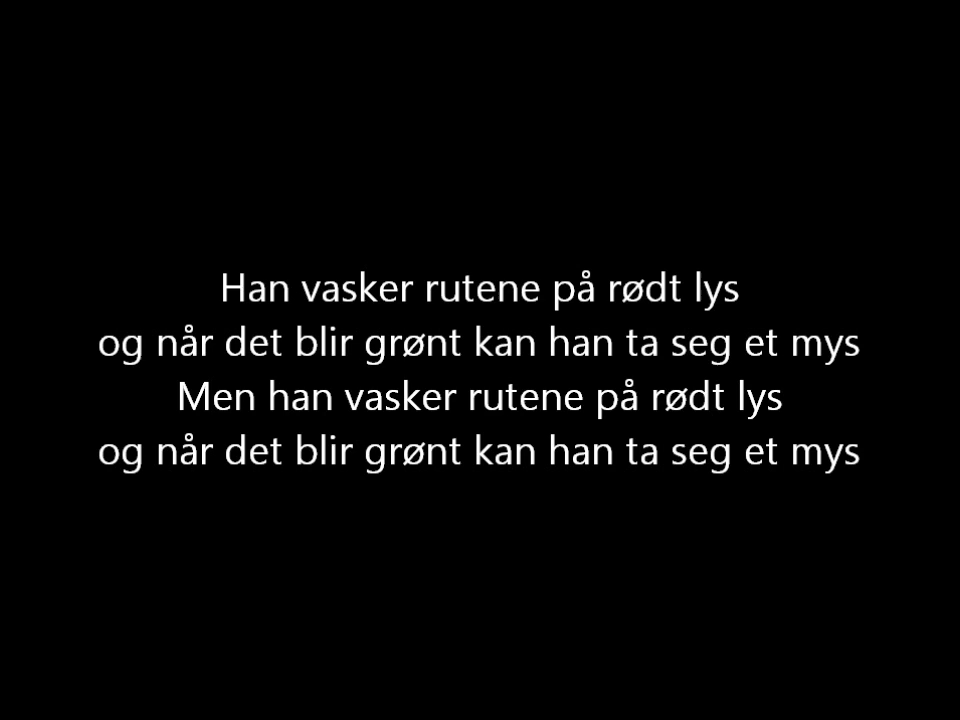 Han vasker rutene på rødt lys
og når det blir grønt kan han ta seg et mys
Men han vasker rutene på rødt lys
og når det blir grønt kan han ta seg et mys